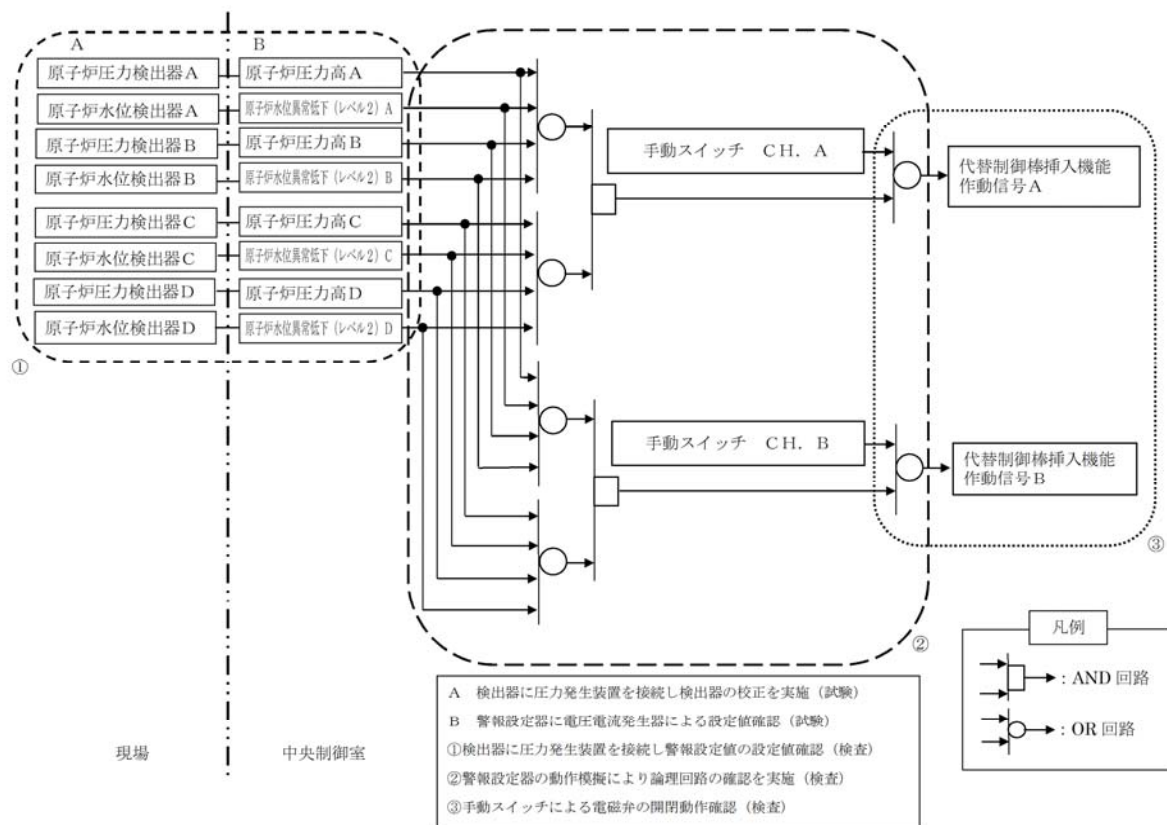 A
B
原子炉圧力検出器A
原子炉圧力高A
原子炉水位検出器A
原子炉水位異常低下(レベル2)A
原子炉圧力検出器B
原子炉圧力高B
原子炉水位検出器B
原子炉水位異常低下(レベル2)B
原子炉圧力検出器C
原子炉圧力高C
原子炉水位検出器C
原子炉水位異常低下(レベル2)C
原子炉圧力検出器D
原子炉圧力高D
原子炉水位検出器D
原子炉水位異常低下(レベル2)D
①
手動スイッチ CH.A
代替制御棒挿入機能
作動信号A
手動スイッチ CH.B
代替制御棒挿入機能
作動信号B
③
②
現場
中央制御室
A 検出器に圧力発生装置を接続し検出器の校正を実施(試験)
B 警報設定器に電圧電流発生器による設定値確認(試験)
①検出器に圧力発生装置を接続し警報設定値の設定値確認(検査)
②警報設定器の動作模擬により論理回路の確認を実施(検査)
③手動スイッチによる電磁弁の開閉動作確認(検査)
凡例
:AND回路
:OR回路